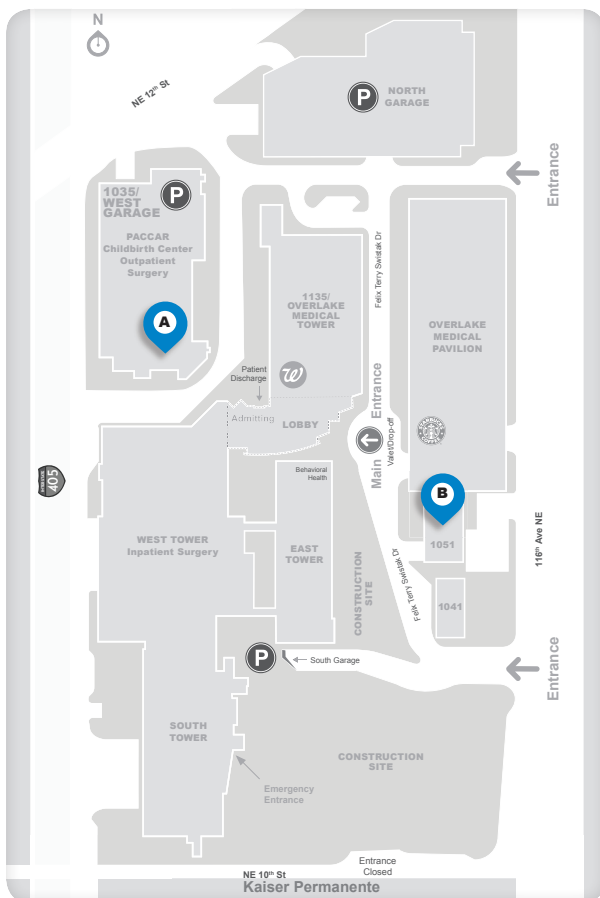 N
NE 12th St
P
NORTH
GARAGE
Entrance
1035/
WEST
GARAGE
P
PACCAR
Childbirth Center
Outpatient
Surgery
A
Felix Terry Swistak Dr
1135/
OVERLAKE
MEDICAL
TOWER
OVERLAKE
MEDICAL
PAVILION
Patient
Discharge
W
Admitting
LOBBY
Main Entrance
Valet/Drop-off
STARBUCKS
COFFEE
Behavioral
Health
405
B
WEST TOWER
Inpatient Surgery
EAST
TOWER
CONSTRUCTION
SITE
Felix Terry Swistak Dr
1051
116th Ave NE
1041
P
South Garage
Entrance
SOUTH
TOWER
CONSTRUCTION
SITE
Emergency
Entrance
Entrance
Closed
NE 10th St
Kaiser Permanente